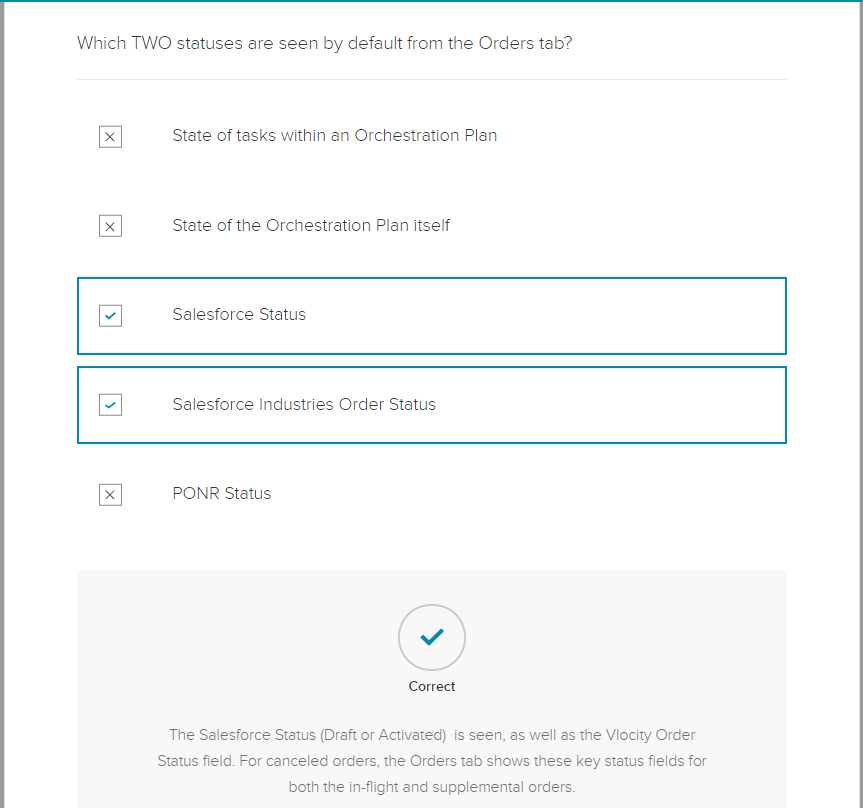 Which TWO statuses are seen by default from the Orders tab?
State of tasks within an Orchestration Plan
State of the Orchestration Plan itself
Salesforce Status
Salesforce Industries Order Status
PONR Status
Correct
The Salesforce Status (Draft or Activated)  is seen, as well as the Vlocity Order
Status field. For canceled orders, the Orders tab shows these key status fields for
both the in-flight and supplemental orders.